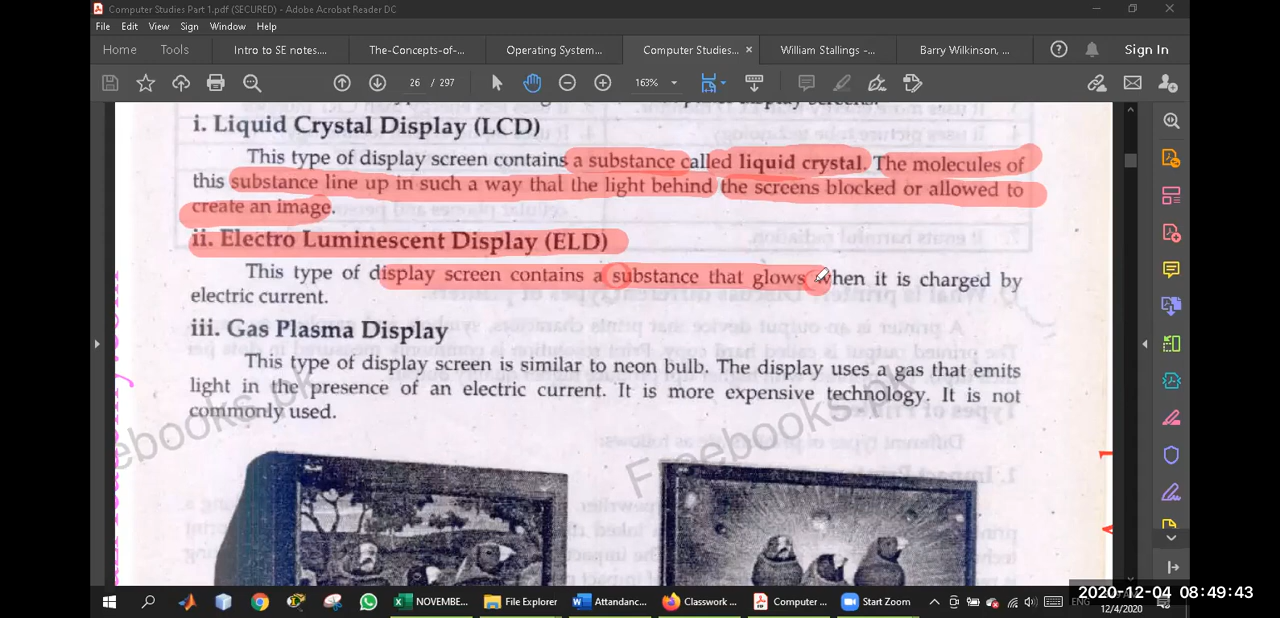 Computer Studies Part 1.pdf (SECURED) - Adobe Acrobat Reader DC
File Edit View Sign Window Help
Home Tools Intro to SE notes.... The-Concepts-of-... Operating System... Computer Studies... × William Stallings -... Barry Wilkinson, ... Sign In
26 / 297 163%
i. Liquid Crystal Display (LCD)
This type of display screen contains a substance called liquid crystal. The molecules of
this substance line up in such a way that the light behind the screens blocked or allowed to
create an image.
ii. Electro Luminescent Display (ELD)
This type of display screen contains a substance that glows when it is charged by
electric current.
iii. Gas Plasma Display
This type of display screen is similar to neon bulb. The display uses a gas that emits
light in the presence of an electric current. It is more expensive technology. It is not
commonly used.
Freebooks.pk
NOVEMBE... File Explorer Attandanc... Classwork ... Computer ... Start Zoom ENG
12/4/2020
2020-12-04 08:49:43